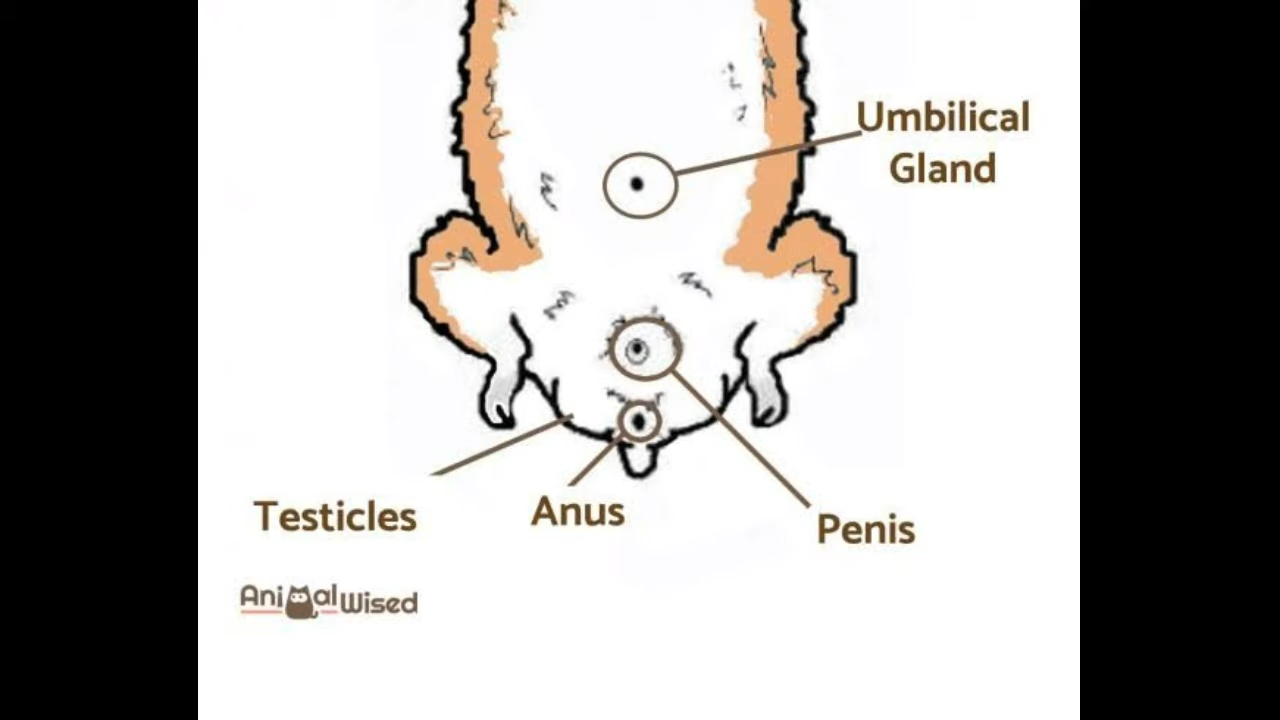 Umbilical
Gland
Testicles
Anus
Penis
AnimalWised